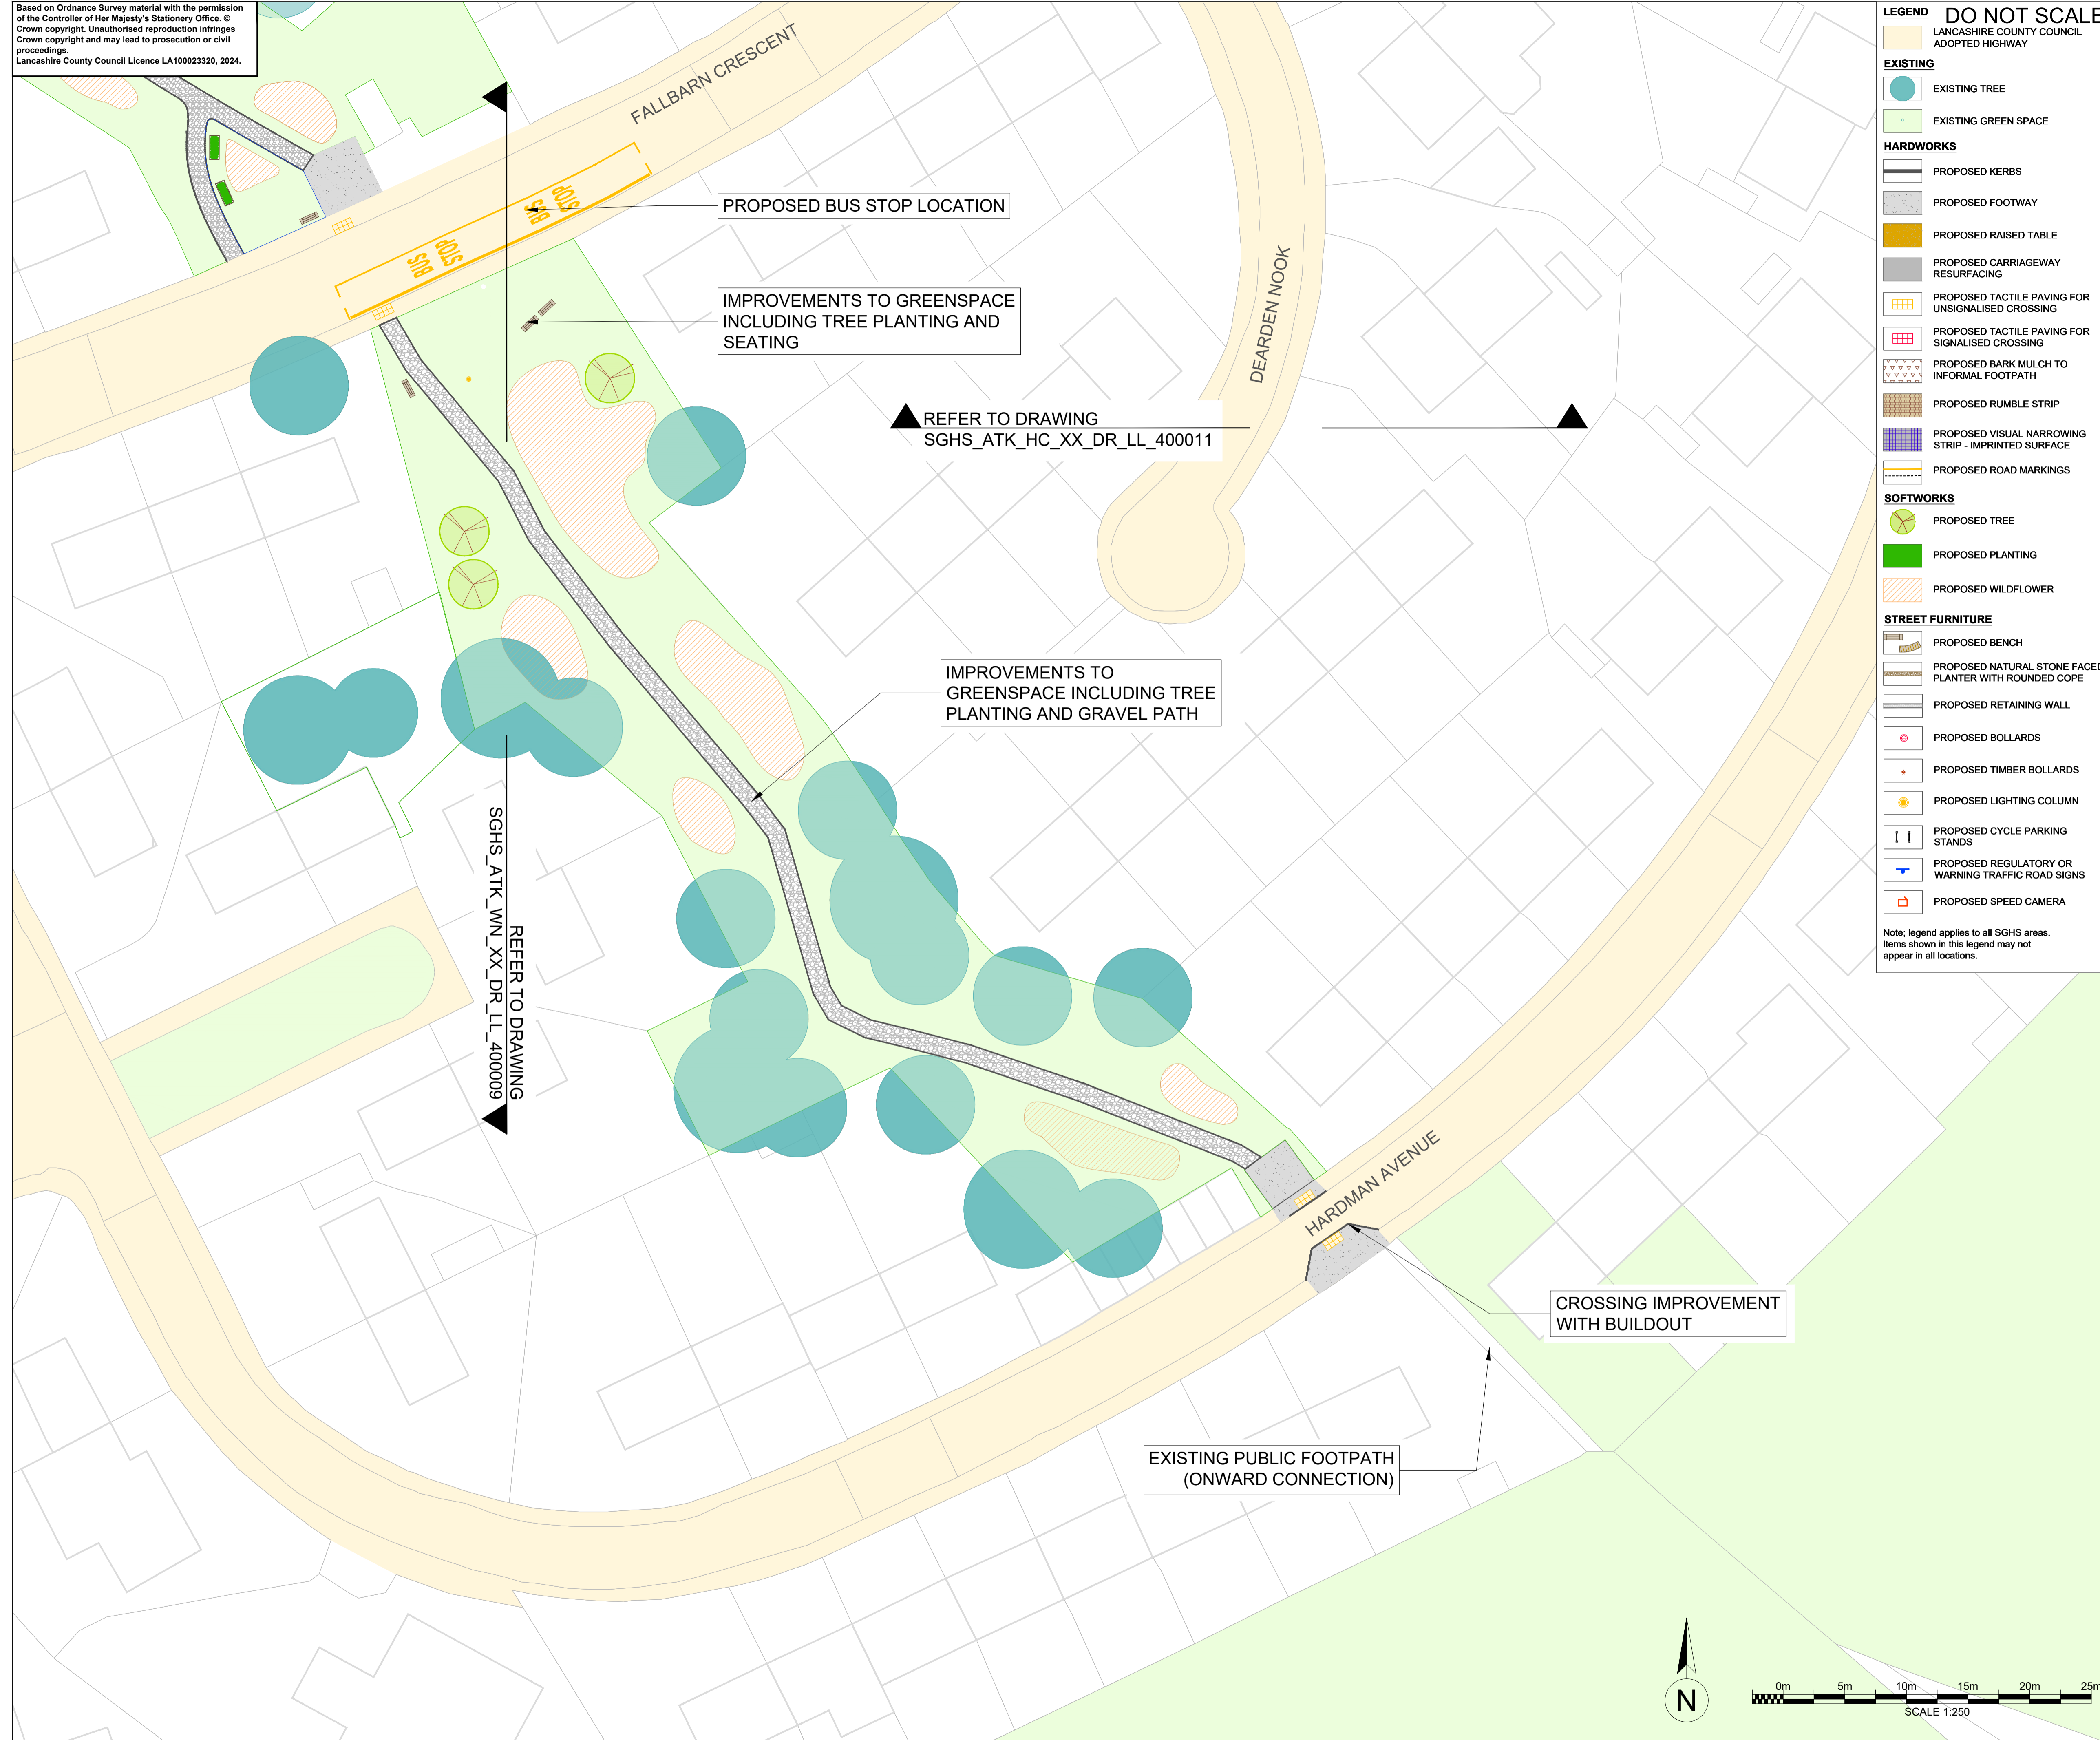 Based on Ordnance Survey material with the permission
of the Controller of Her Majesty's Stationery Office. ©
Crown copyright. Unauthorised reproduction infringes
Crown copyright and may lead to prosecution or civil
proceedings.
Lancashire County Council Licence LA100023320, 2024.
FALLBARN CRESCENT
BUS
STOP
BUS
STOP
PROPOSED BUS STOP LOCATION
IMPROVEMENTS TO GREENSPACE
INCLUDING TREE PLANTING AND
SEATING
DEARDEN NOOK
REFER TO DRAWING
SGHS_ATK_HC_XX_DR_LL_400011
IMPROVEMENTS TO
GREENSPACE INCLUDING TREE
PLANTING AND GRAVEL PATH
REFER TO DRAWING
SGHS_ATK_WN_XX_DR_LL_400009
HARDMAN AVENUE
CROSSING IMPROVEMENT
WITH BUILDOUT
EXISTING PUBLIC FOOTPATH
(ONWARD CONNECTION)
LEGEND
DO NOT SCALE
LANCASHIRE COUNTY COUNCIL
ADOPTED HIGHWAY
EXISTING
EXISTING TREE
EXISTING GREEN SPACE
HARDWORKS
PROPOSED KERBS
PROPOSED FOOTWAY
PROPOSED RAISED TABLE
PROPOSED CARRIAGEWAY
RESURFACING
PROPOSED TACTILE PAVING FOR
UNSIGNALISED CROSSING
PROPOSED TACTILE PAVING FOR
SIGNALISED CROSSING
PROPOSED BARK MULCH TO
INFORMAL FOOTPATH
PROPOSED RUMBLE STRIP
PROPOSED VISUAL NARROWING
STRIP - IMPRINTED SURFACE
PROPOSED ROAD MARKINGS
SOFTWORKS
PROPOSED TREE
PROPOSED PLANTING
PROPOSED WILDFLOWER
STREET FURNITURE
PROPOSED BENCH
PROPOSED NATURAL STONE FACED
PLANTER WITH ROUNDED COPE
PROPOSED RETAINING WALL
PROPOSED BOLLARDS
PROPOSED TIMBER BOLLARDS
PROPOSED LIGHTING COLUMN
PROPOSED CYCLE PARKING
STANDS
PROPOSED REGULATORY OR
WARNING TRAFFIC ROAD SIGNS
PROPOSED SPEED CAMERA
Note; legend applies to all SGHS areas.
Items shown in this legend may not
appear in all locations.
N
0m 5m 10m 15m 20m 25m
SCALE 1:250